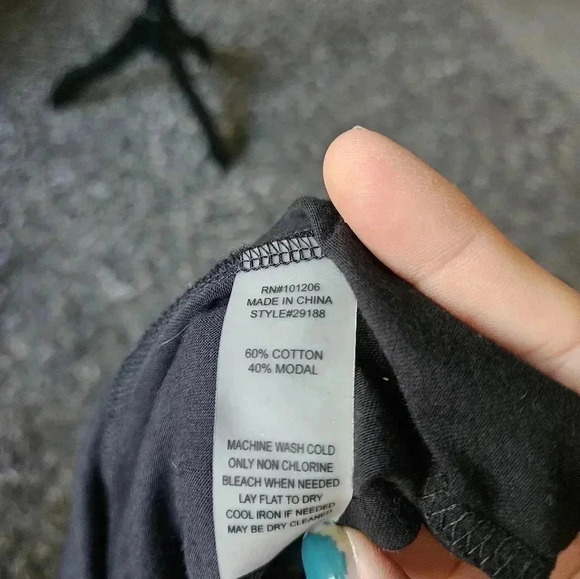 RN#101206
MADE IN CHINA
STYLE#29188
60% COTTON
40% MODAL
MACHINE WASH COLD
ONLY NON CHLORINE
BLEACH WHEN NEEDED
LAY FLAT TO DRY
COOL IRON IF NEEDED
MAY BE DRY CLEANED